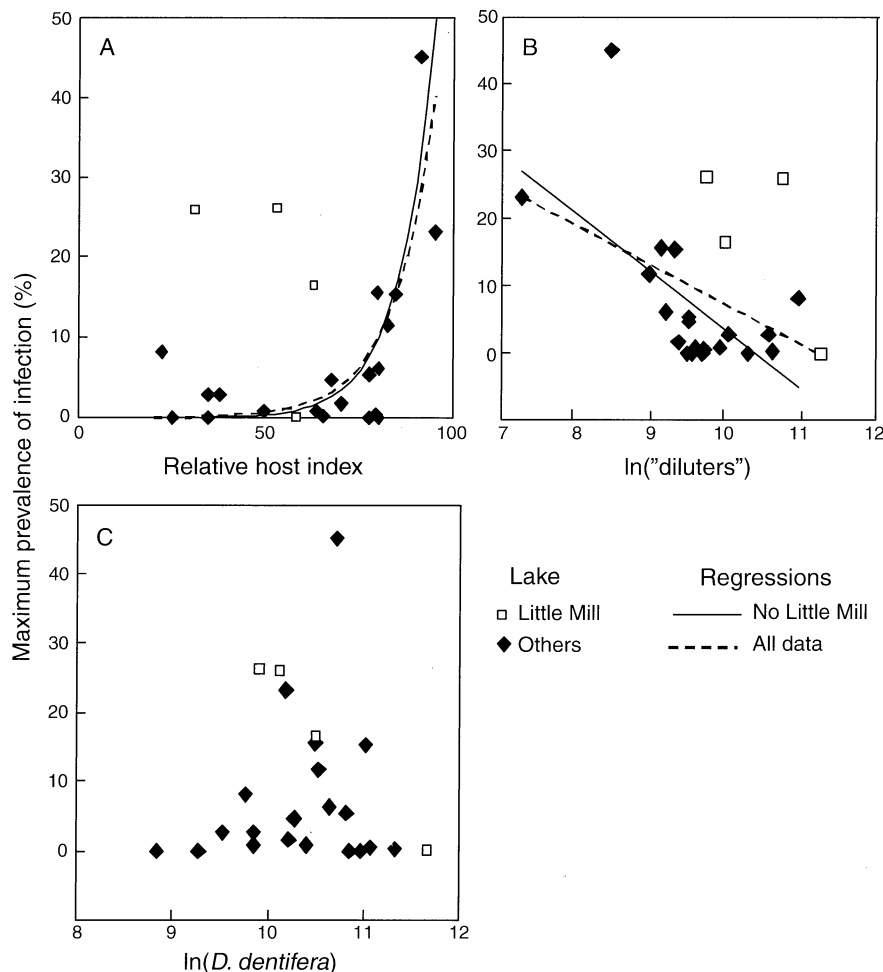 Maximum prevalence of infection (%)
A
50
40
30
20
10
0
0
50
100
Relative host index
B
50
40
30
20
10
0
7
8
9
10
11
12
ln("diluters")
C
50
40
30
20
10
0
8
9
10
11
12
ln(D. dentifera)
Lake
Little Mill
Others
Regressions
No Little Mill
All data